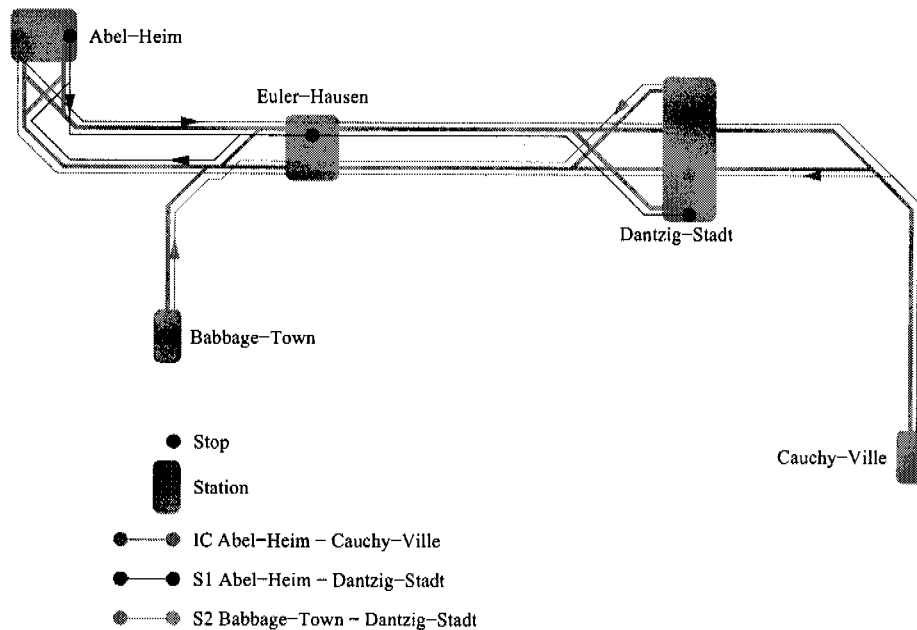 Abel–Heim
Euler–Hausen
Dantzig–Stadt
Babbage–Town
Cauchy–Ville
Stop
Station
IC Abel–Heim – Cauchy–Ville
S1 Abel–Heim – Dantzig–Stadt
S2 Babbage–Town – Dantzig–Stadt